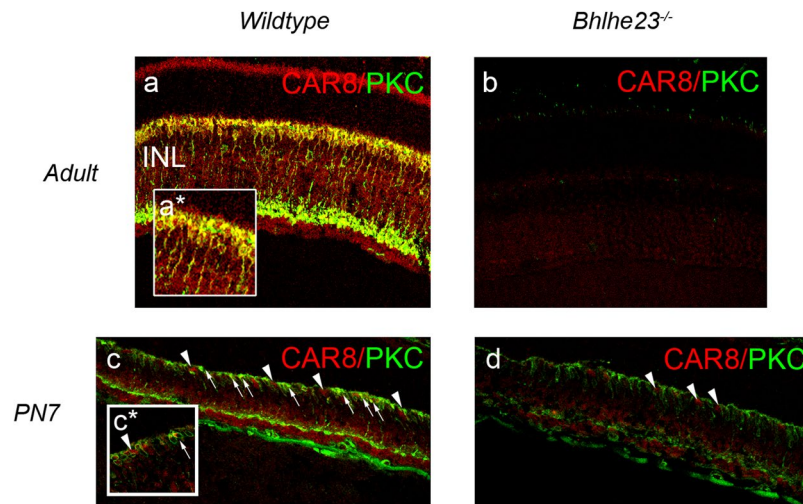 Wildtype Bhlhe23-/-
Adult
a CAR8/PKC
INL
a*
b CAR8/PKC
PN7
c CAR8/PKC
c*
d CAR8/PKC